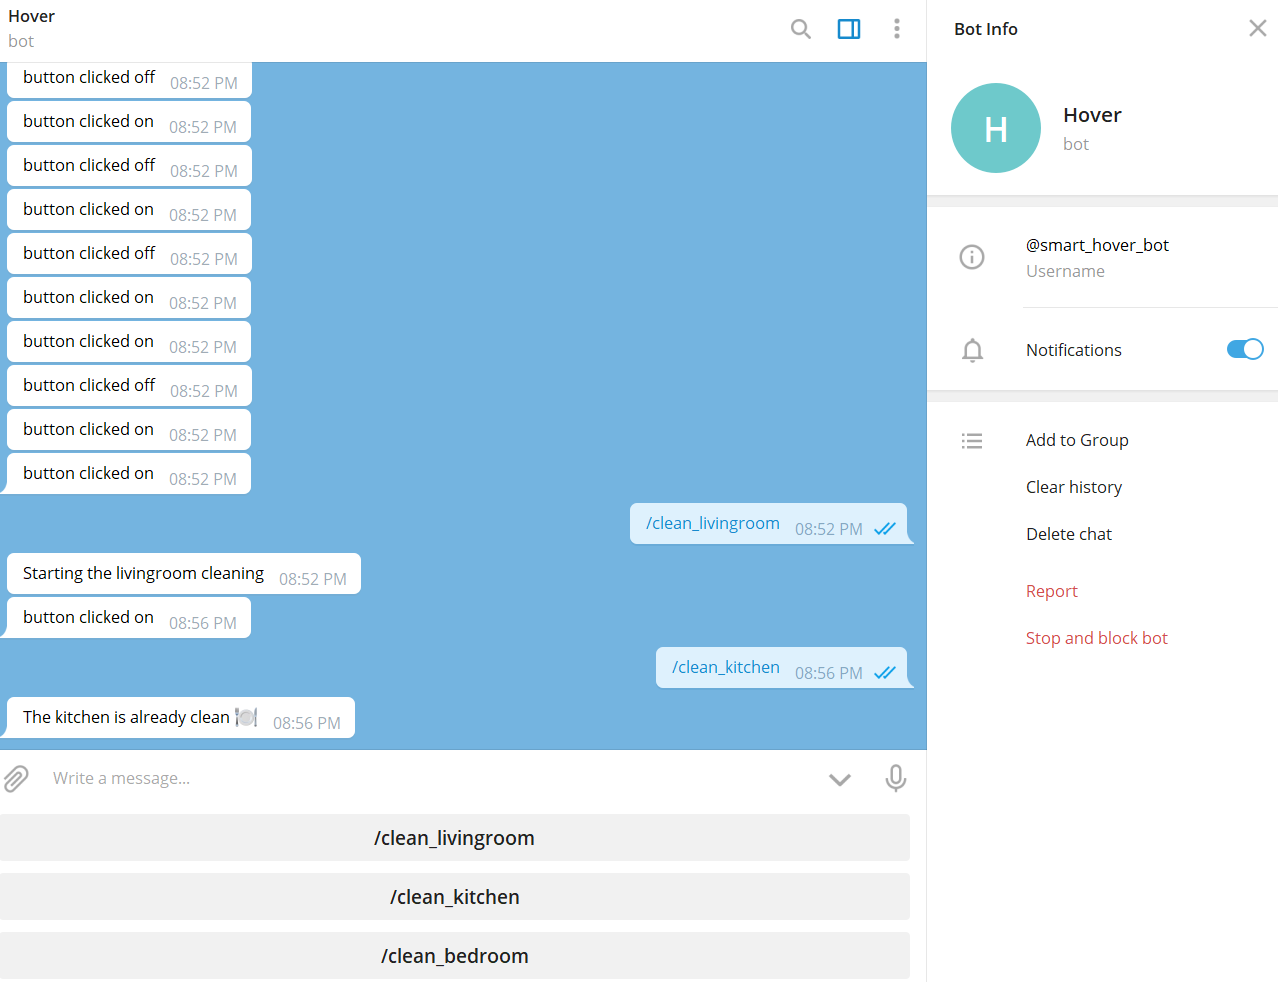 Hover
bot
button clicked off 08:52 PM
button clicked on 08:52 PM
button clicked off 08:52 PM
button clicked on 08:52 PM
button clicked off 08:52 PM
button clicked on 08:52 PM
button clicked on 08:52 PM
button clicked off 08:52 PM
button clicked on 08:52 PM
button clicked on 08:52 PM
/clean_livingroom 08:52 PM
Starting the livingroom cleaning 08:52 PM
button clicked on 08:56 PM
/clean_kitchen 08:56 PM
The kitchen is already clean 🍽 08:56 PM
Write a message...
/clean_livingroom
/clean_kitchen
/clean_bedroom
Bot Info
H
Hover
bot
@smart_hover_bot
Username
Notifications
Add to Group
Clear history
Delete chat
Report
Stop and block bot